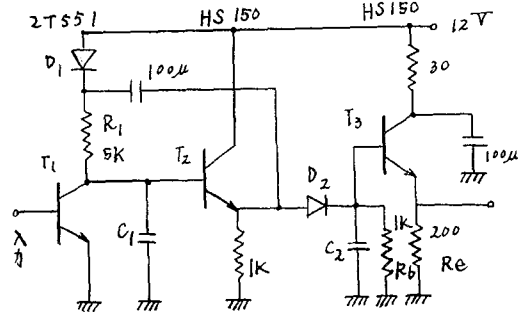 2T551
HS 150
HS150
12V
D1
100μ
30
R1
5K
T1
T2
T3
D2
100μ
入力
C1
1K
C2
1K
Rb
200
Re